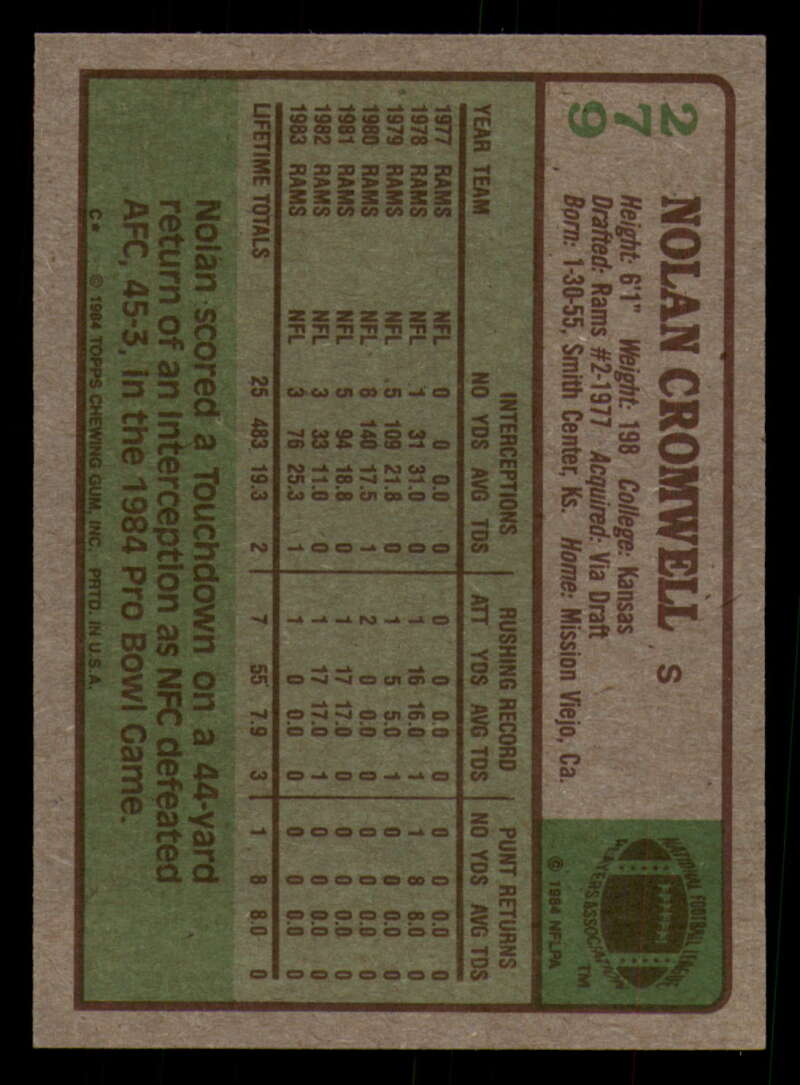 279
NOLAN CROMWELL S
Height: 6'1" Weight: 198 College: Kansas
Drafted: Rams #2-1977 Acquired: Via Draft
Born: 1-30-55, Smith Center, Ks. Home: Mission Viejo, Ca.
NATIONAL FOOTBALL LEAGUE
PLAYERS ASSOCIATION
TM
© 1984 NFLPA
INTERCEPTIONS RUSHING RECORD PUNT RETURNS
YEAR TEAM NO YDS AVG TDS ATT YDS AVG TDS NO YDS AVG TDS
1977 RAMS NFL 0 0 0.0 0 0 0 0.0 0 0 0 0.0 0
1978 RAMS NFL 1 31 31.0 0 1 16 16.0 1 1 8 8.0 0
1979 RAMS NFL 5 109 21.8 0 1 5 5.0 1 0 0 0.0 0
1980 RAMS NFL 8 140 17.5 1 2 0 0.0 0 0 0 0.0 0
1981 RAMS NFL 5 94 18.8 0 1 17 17.0 0 0 0 0.0 0
1982 RAMS NFL 3 33 11.0 0 1 17 17.0 1 0 0 0.0 0
1983 RAMS NFL 3 76 25.3 1 1 0 0.0 0 0 0 0.0 0
LIFETIME TOTALS 25 483 19.3 2 7 55 7.9 3 1 8 8.0 0
Nolan scored a Touchdown on a 44-yard
return of an Interception as NFC defeated
AFC, 45-3, in the 1984 Pro Bowl Game.
C* © 1984 TOPPS CHEWING GUM, INC. PRTD. IN U.S.A.